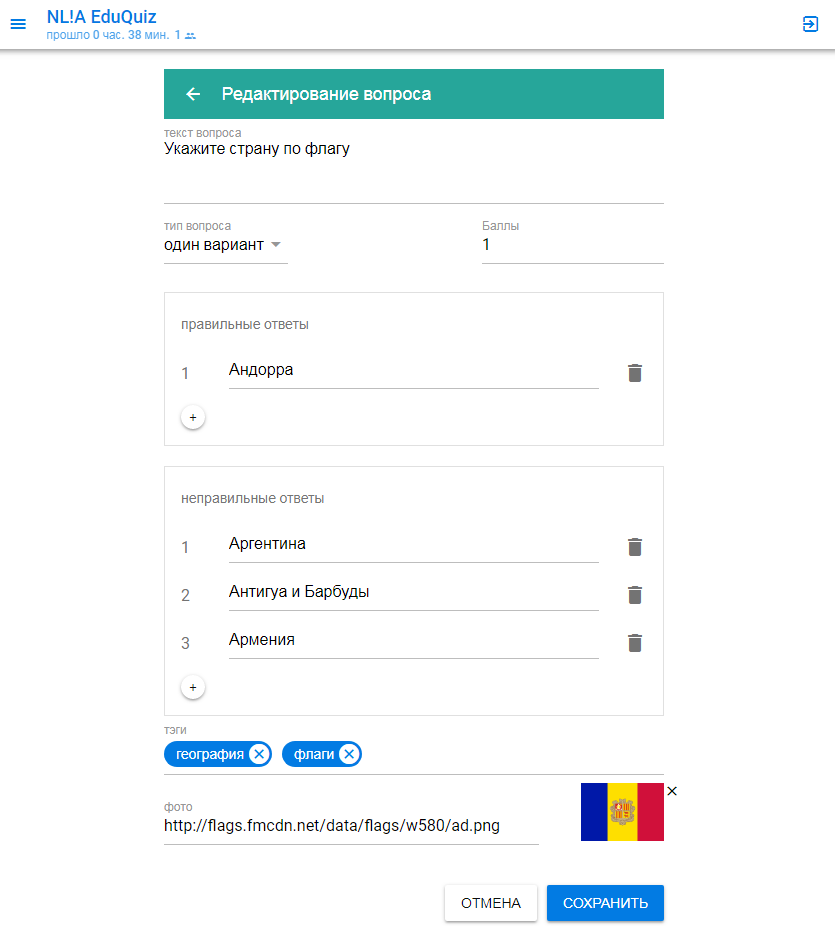 NL!A EduQuiz
прошло 0 час. 38 мин. 1
Редактирование вопроса
текст вопроса
Укажите страну по флагу
тип вопроса
Баллы
один вариант
1
правильные ответы
1 Андорра
+
неправильные ответы
1 Аргентина
2 Антигуа и Барбуды
3 Армения
+
тэги
география флаги
фото
http://flags.fmcdn.net/data/flags/w580/ad.png
ОТМЕНА СОХРАНИТЬ